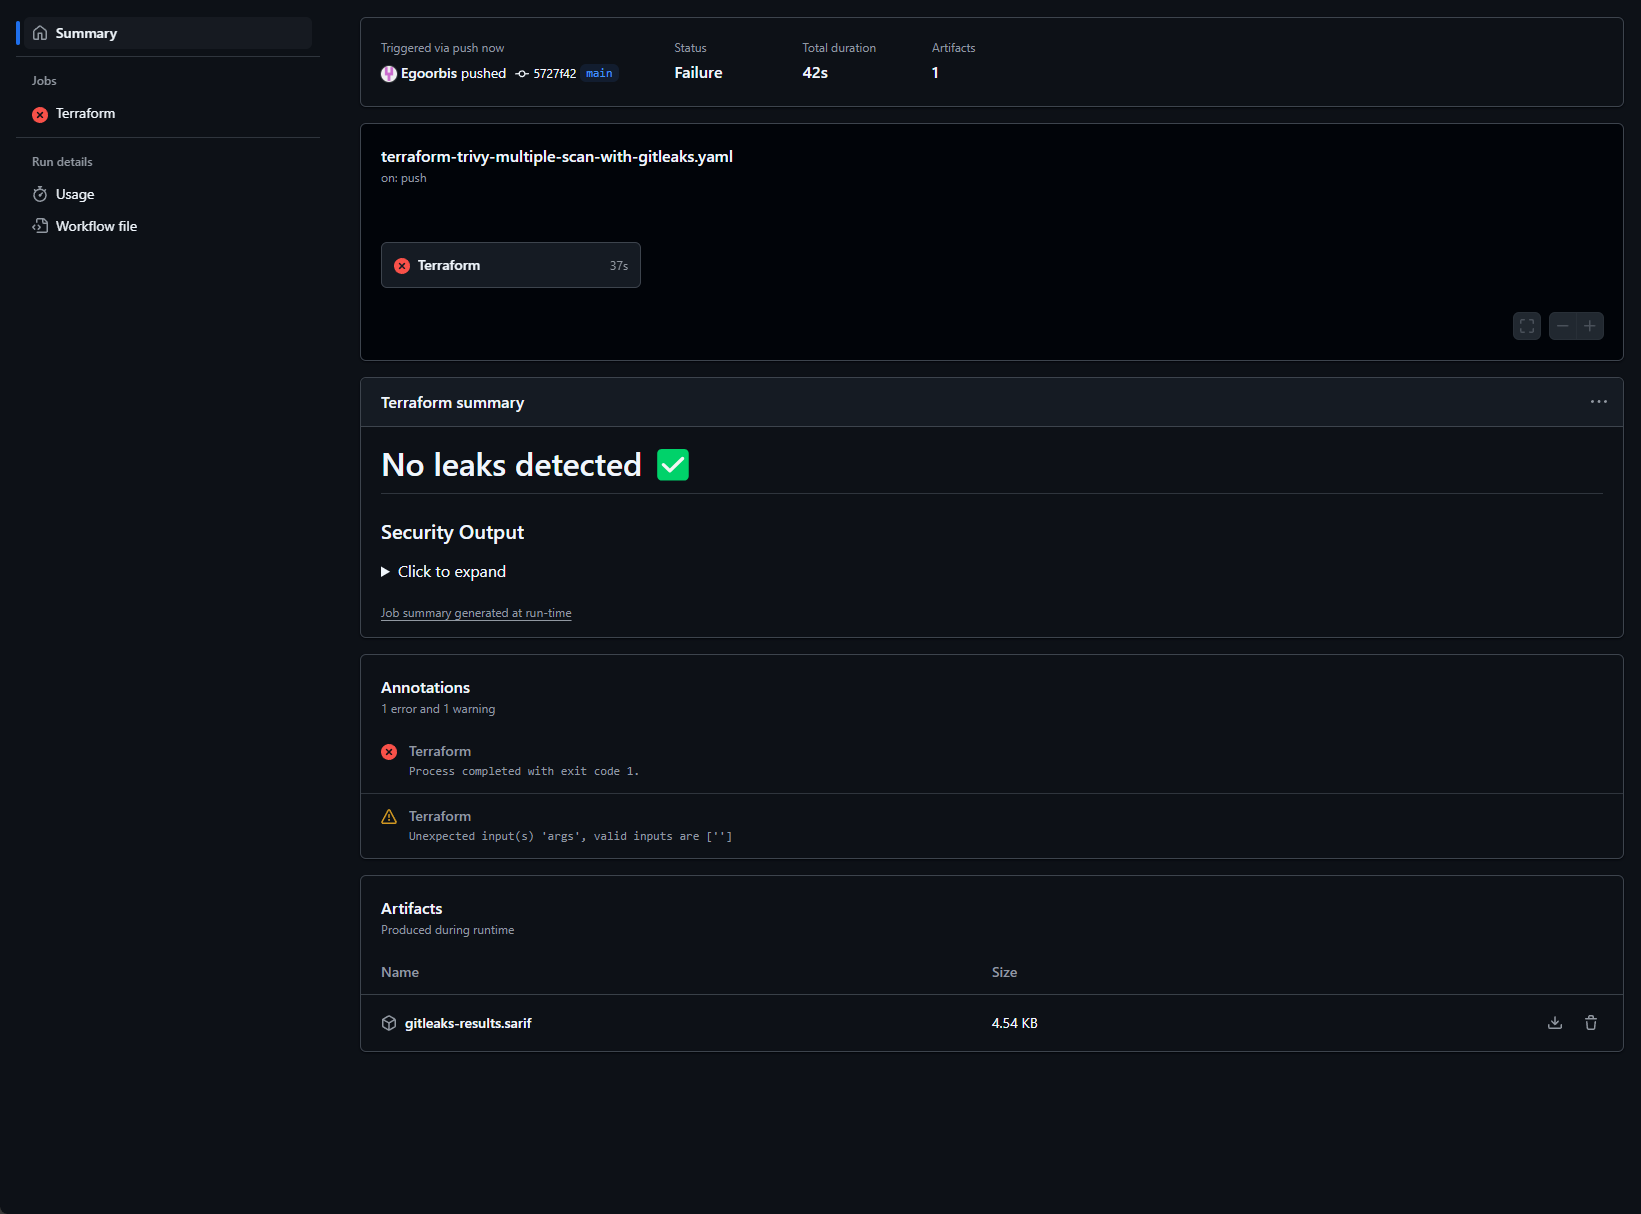 Summary
Jobs
Terraform
Run details
Usage
Workflow file
Triggered via push now
Egoorbis pushed 5727f42 main
Status
Failure
Total duration
42s
Artifacts
1
terraform-trivy-multiple-scan-with-gitleaks.yaml
on: push
Terraform 37s
Terraform summary
No leaks detected ✅
Security Output
Click to expand
Job summary generated at run-time
Annotations
1 error and 1 warning
Terraform
Process completed with exit code 1.
Terraform
Unexpected input(s) 'args', valid inputs are ['']
Artifacts
Produced during runtime
Name Size
gitleaks-results.sarif 4.54 KB